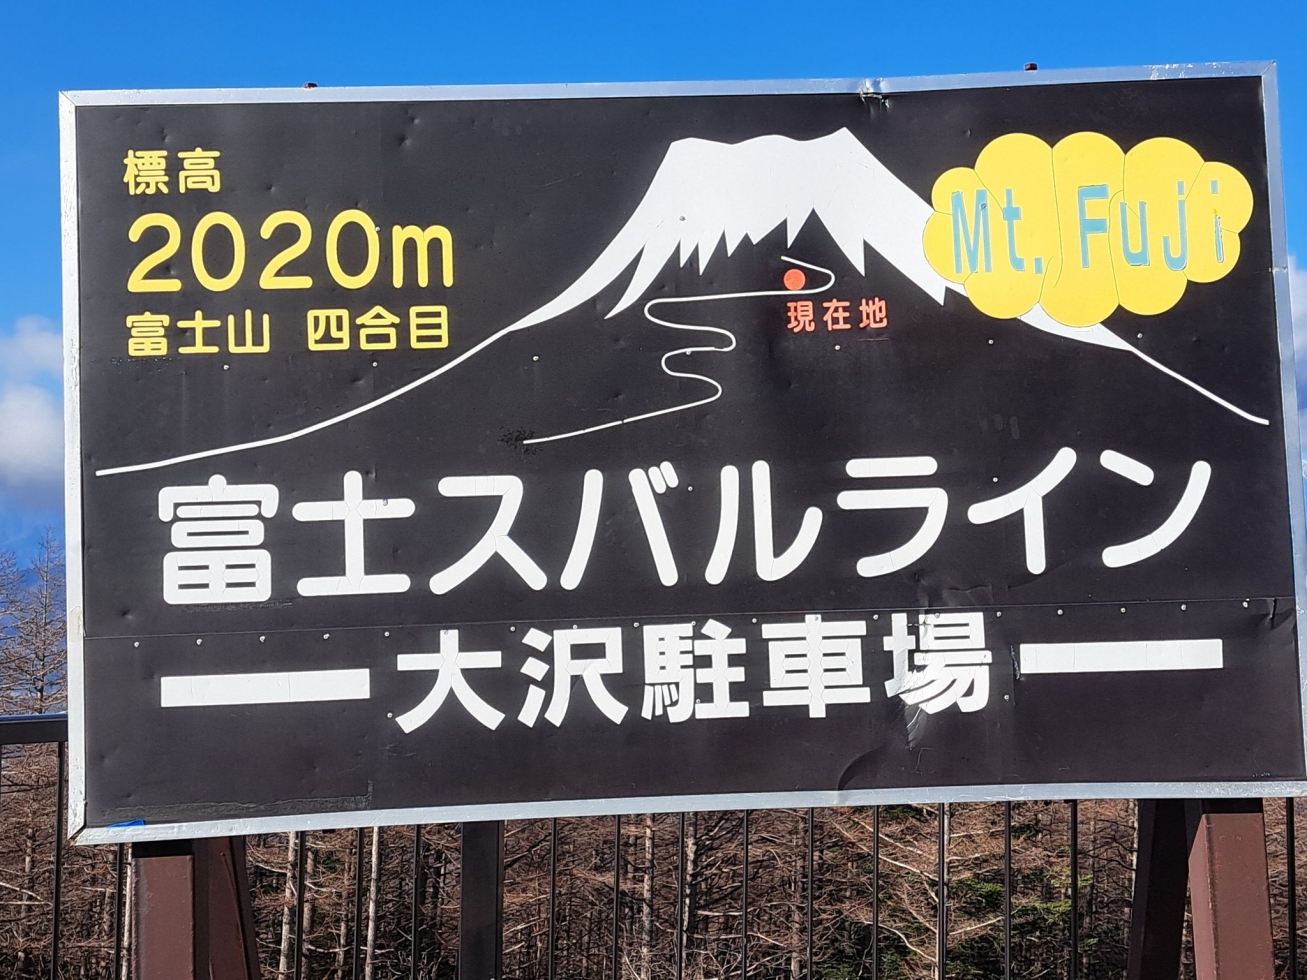 標高
2020m
富士山 四合目
Mt. Fuji
現在地
富士スバルライン
大沢駐車場